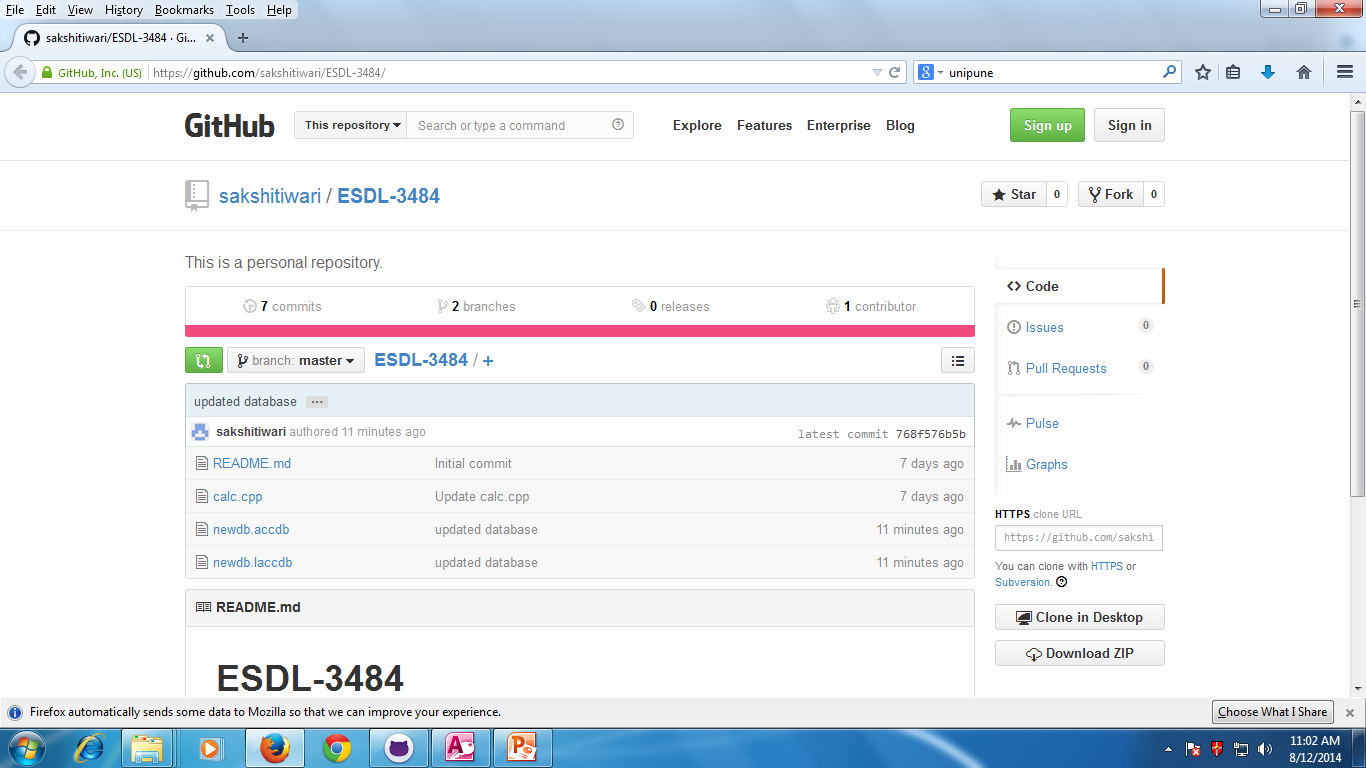 File Edit View History Bookmarks Tools Help
sakshitiwari/ESDL-3484 · Gi...
GitHub, Inc. (US) https://github.com/sakshitiwari/ESDL-3484/ unipune
GitHub This repository Search or type a command Explore Features Enterprise Blog Sign up Sign in
sakshitiwari / ESDL-3484 Star 0 Fork 0
This is a personal repository.
7 commits 2 branches 0 releases 1 contributor
branch: master ESDL-3484 / +
updated database ...
sakshitiwari authored 11 minutes ago latest commit 768f576b5b
README.md Initial commit 7 days ago
calc.cpp Update calc.cpp 7 days ago
newdb.accdb updated database 11 minutes ago
newdb.laccdb updated database 11 minutes ago
README.md
ESDL-3484
Code
Issues 0
Pull Requests 0
Pulse
Graphs
HTTPS clone URL
https://github.com/sakshi
You can clone with HTTPS or
Subversion.
Clone in Desktop
Download ZIP
Firefox automatically sends some data to Mozilla so that we can improve your experience. Choose What I Share
11:02 AM
8/12/2014